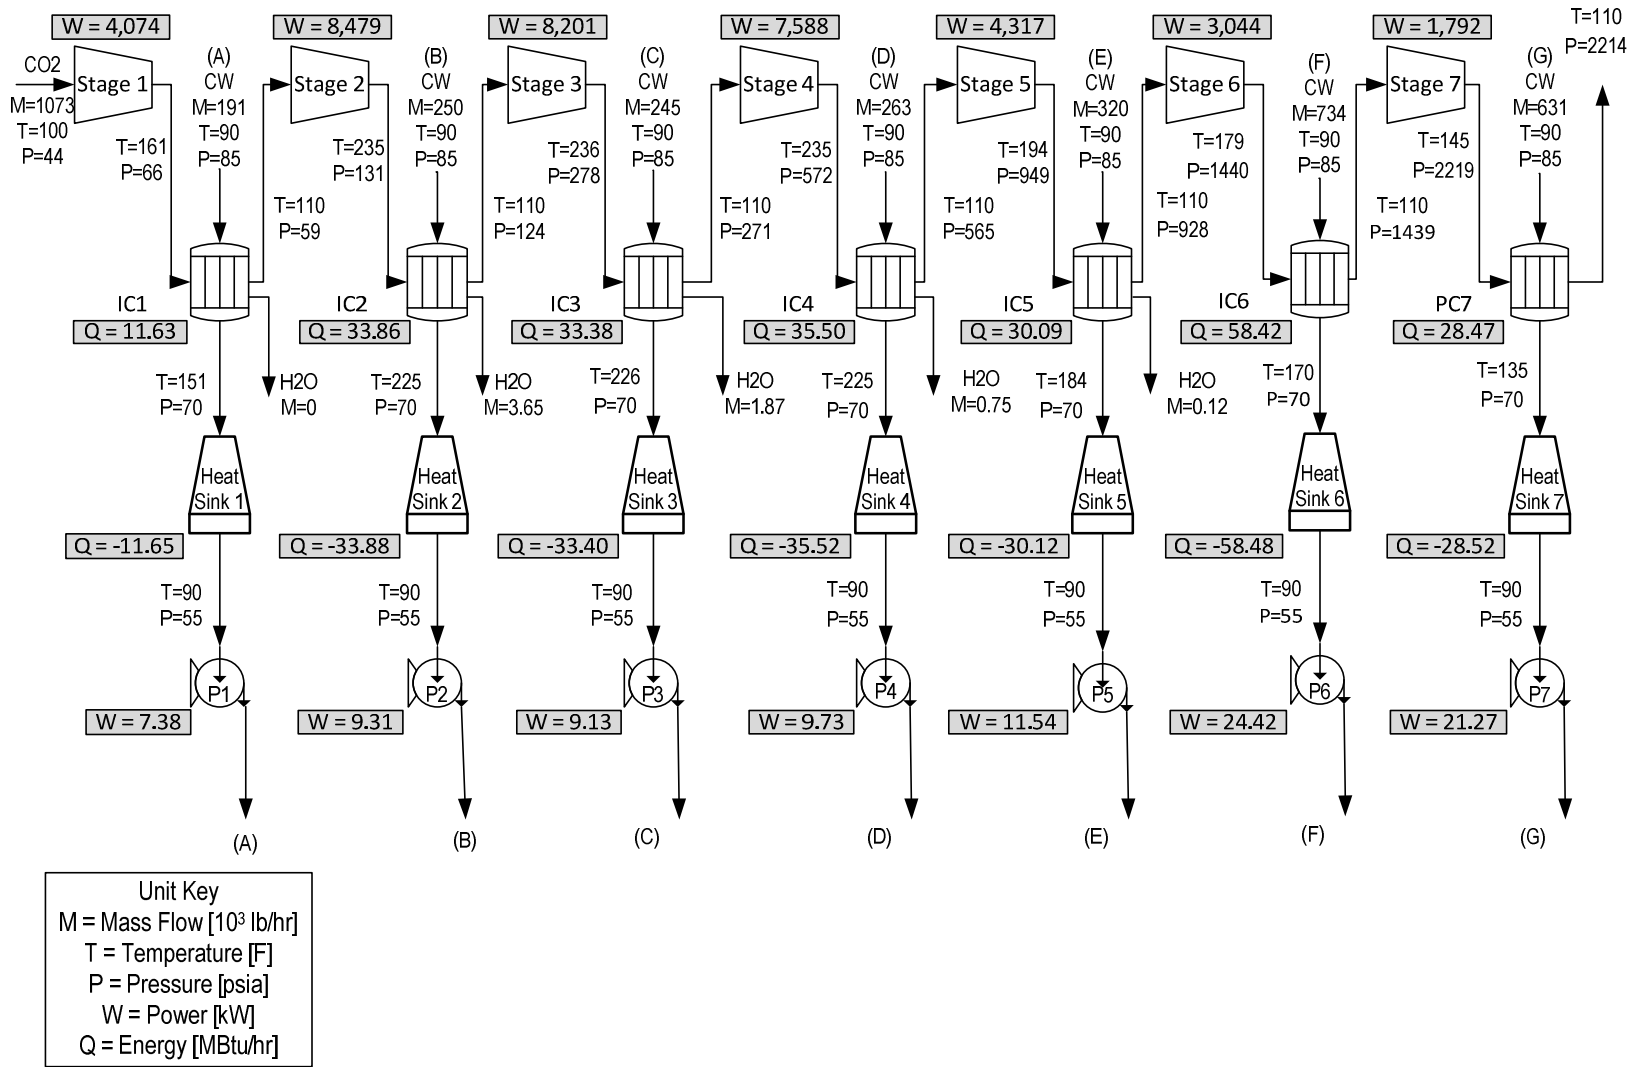 W = 4,074
W = 8,479
W = 8,201
W = 7,588
W = 4,317
W = 3,044
W = 1,792
T=110
P=2214
CO2
M=1073
T=100
P=44
Stage 1
T=161
P=66
(A)
CW
M=191
T=90
P=85
Stage 2
T=110
P=59
T=235
P=131
(B)
CW
M=250
T=90
P=85
Stage 3
T=110
P=124
T=236
P=278
(C)
CW
M=245
T=90
P=85
Stage 4
T=110
P=271
T=235
P=572
(D)
CW
M=263
T=90
P=85
Stage 5
T=110
P=565
T=194
P=949
(E)
CW
M=320
T=90
P=85
Stage 6
T=110
P=928
T=179
P=1440
(F)
CW
M=734
T=90
P=85
Stage 7
T=110
P=1439
T=145
P=2219
(G)
CW
M=631
T=90
P=85
IC1
Q = 11.63
IC2
Q = 33.86
IC3
Q = 33.38
IC4
Q = 35.50
IC5
Q = 30.09
IC6
Q = 58.42
PC7
Q = 28.47
T=151
P=70
H2O
M=0
T=225
P=70
H2O
M=3.65
T=226
P=70
H2O
M=1.87
T=225
P=70
H2O
M=0.75
T=184
P=70
H2O
M=0.12
T=170
P=70
T=135
P=70
Heat
Sink 1
Heat
Sink 2
Heat
Sink 3
Heat
Sink 4
Heat
Sink 5
Heat
Sink 6
Heat
Sink 7
Q = -11.65
Q = -33.88
Q = -33.40
Q = -35.52
Q = -30.12
Q = -58.48
Q = -28.52
T=90
P=55
T=90
P=55
T=90
P=55
T=90
P=55
T=90
P=55
T=90
P=55
T=90
P=55
P1
P2
P3
P4
P5
P6
P7
W = 7.38
W = 9.31
W = 9.13
W = 9.73
W = 11.54
W = 24.42
W = 21.27
(A)
(B)
(C)
(D)
(E)
(F)
(G)
Unit Key
M = Mass Flow [10³ lb/hr]
T = Temperature [F]
P = Pressure [psia]
W = Power [kW]
Q = Energy [MBtu/hr]